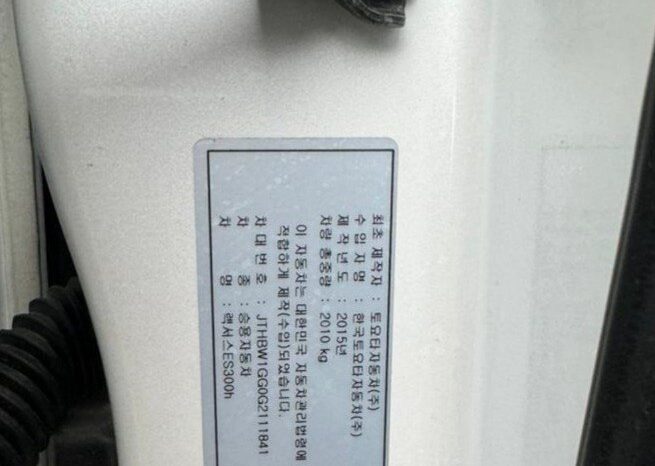 최초 제작자 : 토요타자동차(주)
수입 자명 : 한국토요타자동차(주)
제 작 년 도 : 2015년
차량 총중량 : 2010 kg
이 자동차는 대한민국 자동차관리법령에
적합하게 제작(수입)되었습니다.
차 대 번 호 : JTHBW1GG0G2111841
차 종 : 승용자동차
차 명 : 렉서스ES300h